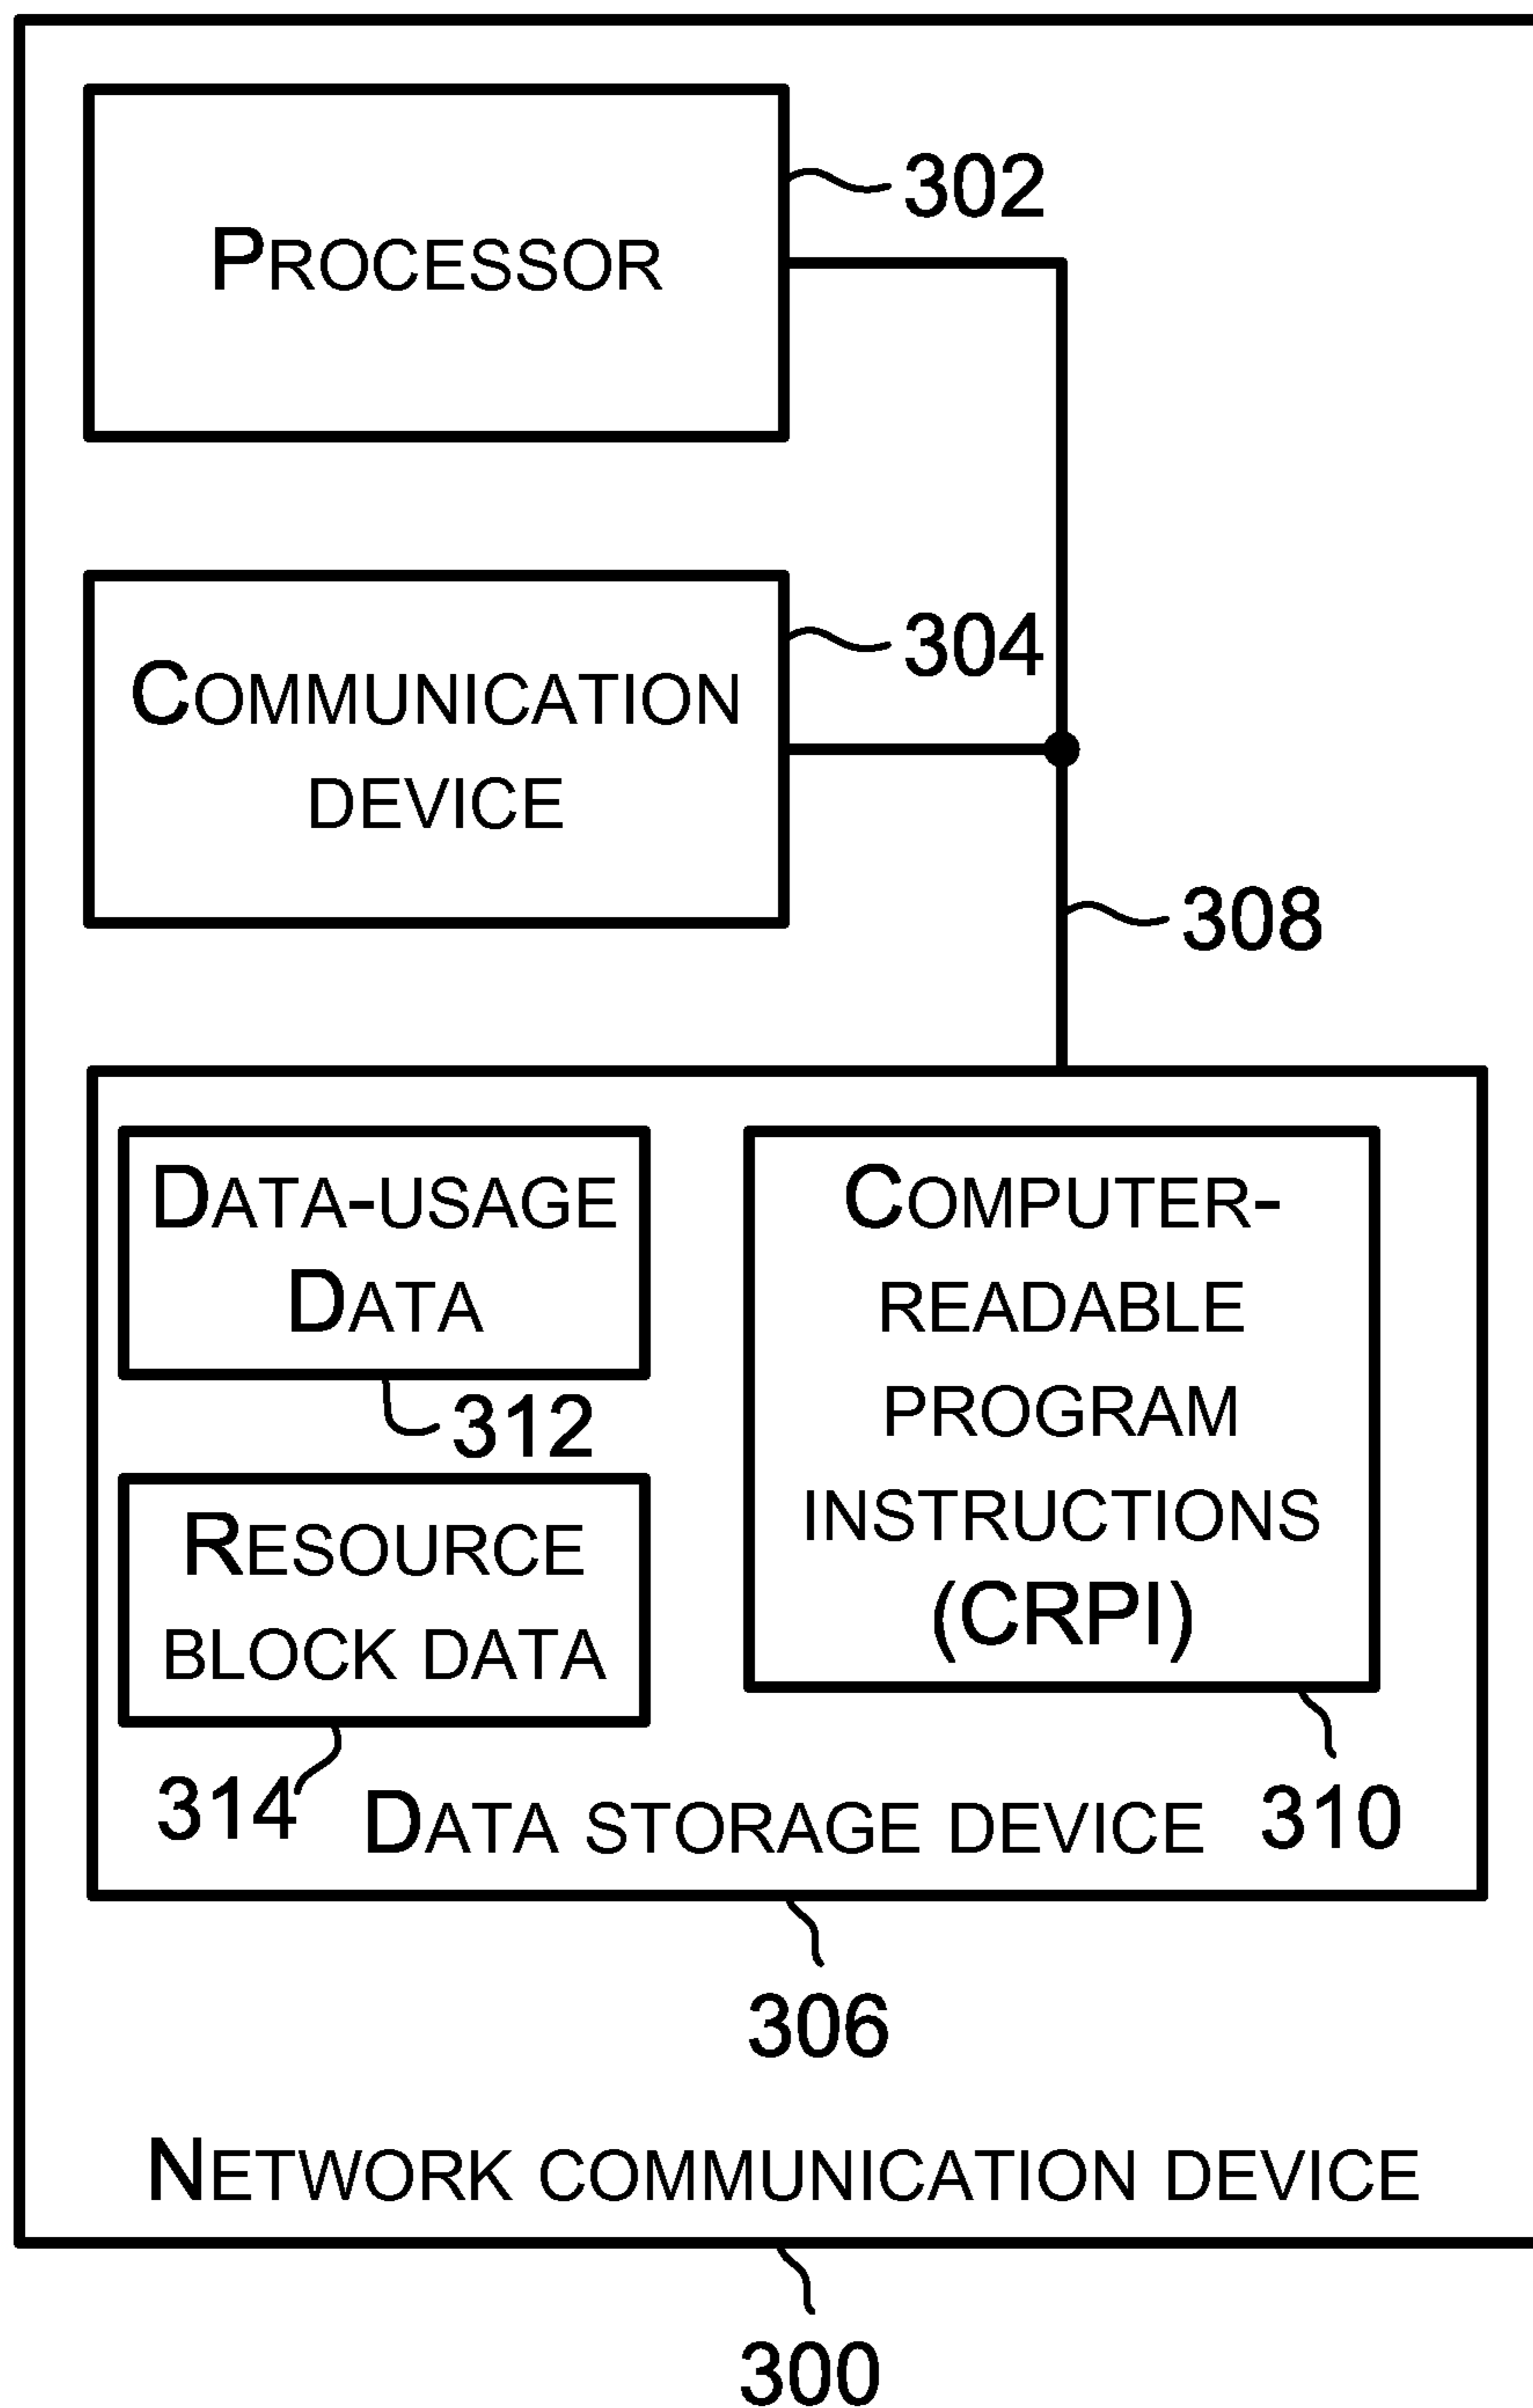 302
PROCESSOR
304
COMMUNICATION
DEVICE
308
DATA-USAGE
DATA
312
RESOURCE
BLOCK DATA
314
COMPUTER-
READABLE
PROGRAM
INSTRUCTIONS
(CRPI)
310
DATA STORAGE DEVICE
306
NETWORK COMMUNICATION DEVICE
300